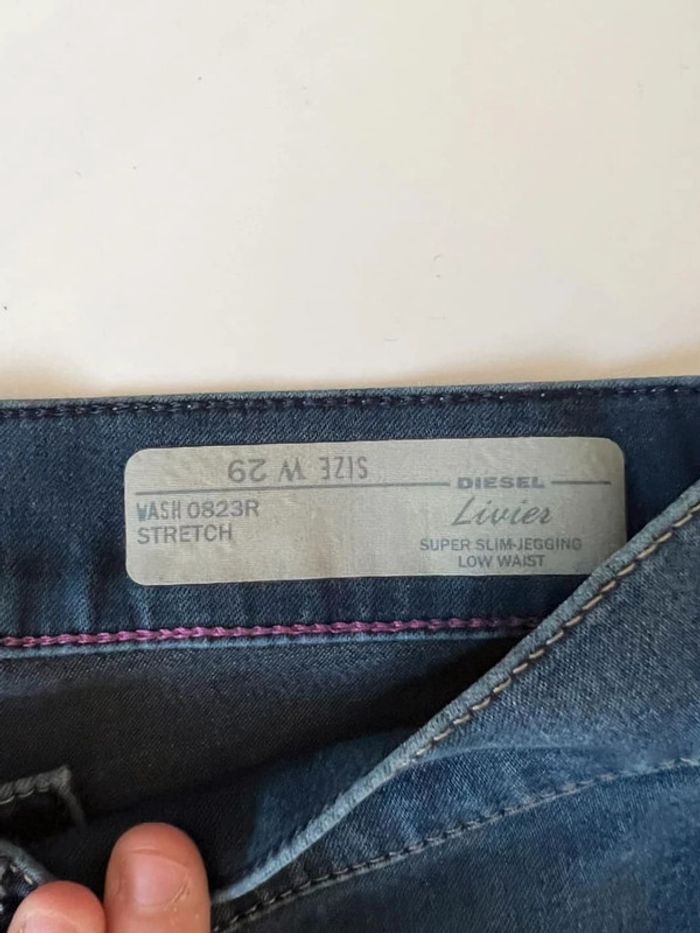 SIZE W 29
DIESEL
WASH 0823R
STRETCH
Livier
SUPER SLIM-JEGGING
LOW WAIST